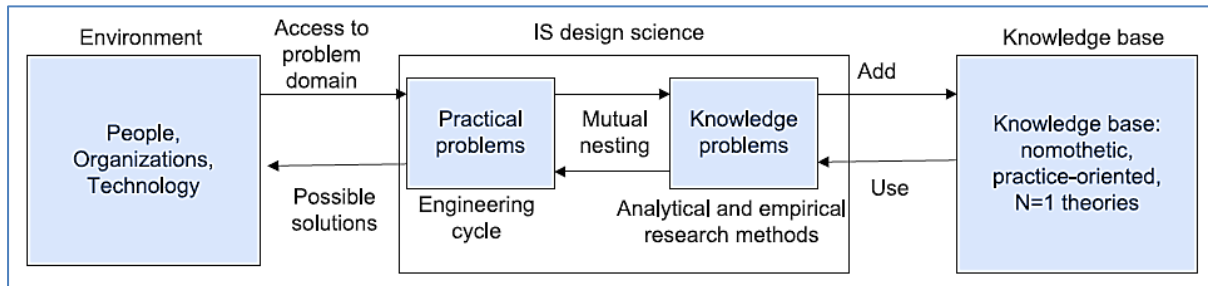 Environment
People,
Organizations,
Technology
Access to
problem
domain
Possible
solutions
IS design science
Practical
problems
Engineering
cycle
Mutual
nesting
Knowledge
problems
Analytical and empirical
research methods
Add
Use
Knowledge base
Knowledge base:
nomothetic,
practice-oriented,
N=1 theories